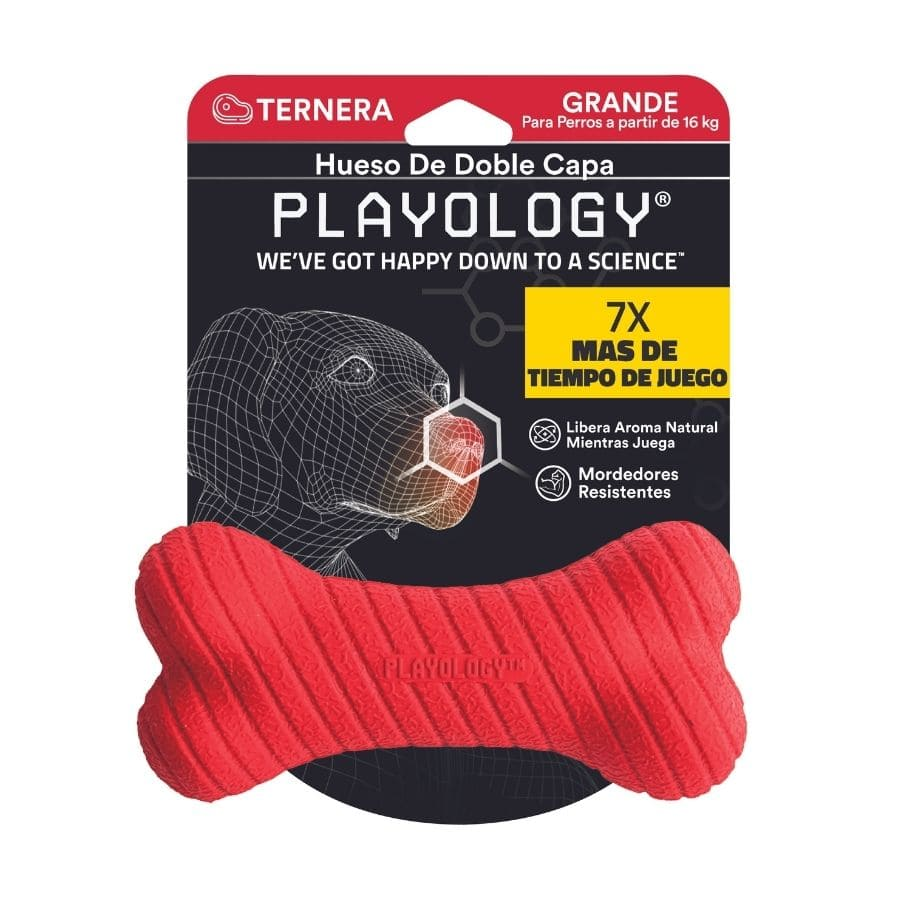 TERNERA
GRANDE
Para Perros a partir de 16 kg
Hueso De Doble Capa
PLAYOLOGY®
WE'VE GOT HAPPY DOWN TO A SCIENCE™
7X
MAS DE
TIEMPO DE JUEGO
Libera Aroma Natural
Mientras Juega
Mordedores
Resistentes
PLAYOLOGY™